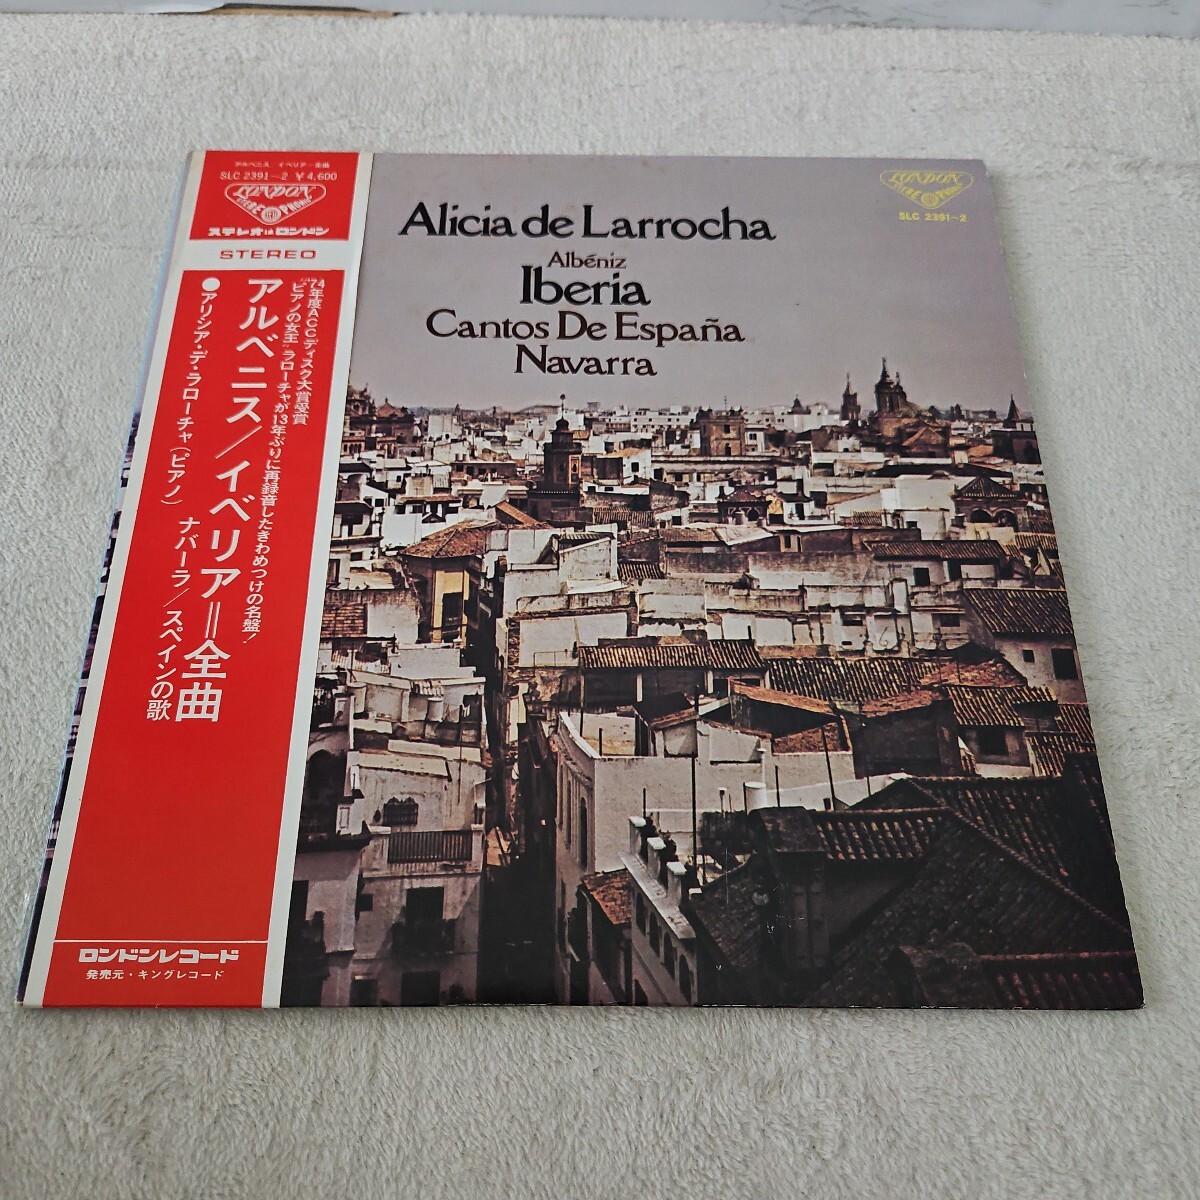 アルベニス/イベリア=全曲
SLC 2391~2 ¥4,600
LONDON
STEREO PHONIC
ステレオはロンドン
STEREO
'74年度ACCディスク大賞受賞
"ピアノの女王"ラローチャが13年ぶりに再録音したきわめつけの名盤!
アルベニス/イベリア=全曲
ナバーラ/スペインの歌
●アリシア・デ・ラローチャ(ピアノ)
ロンドンレコード
発売元・キングレコード
Alicia de Larrocha
Albéniz
Iberia
Cantos De España
Navarra
LONDON
STEREO PHONIC
SLC 2391~2